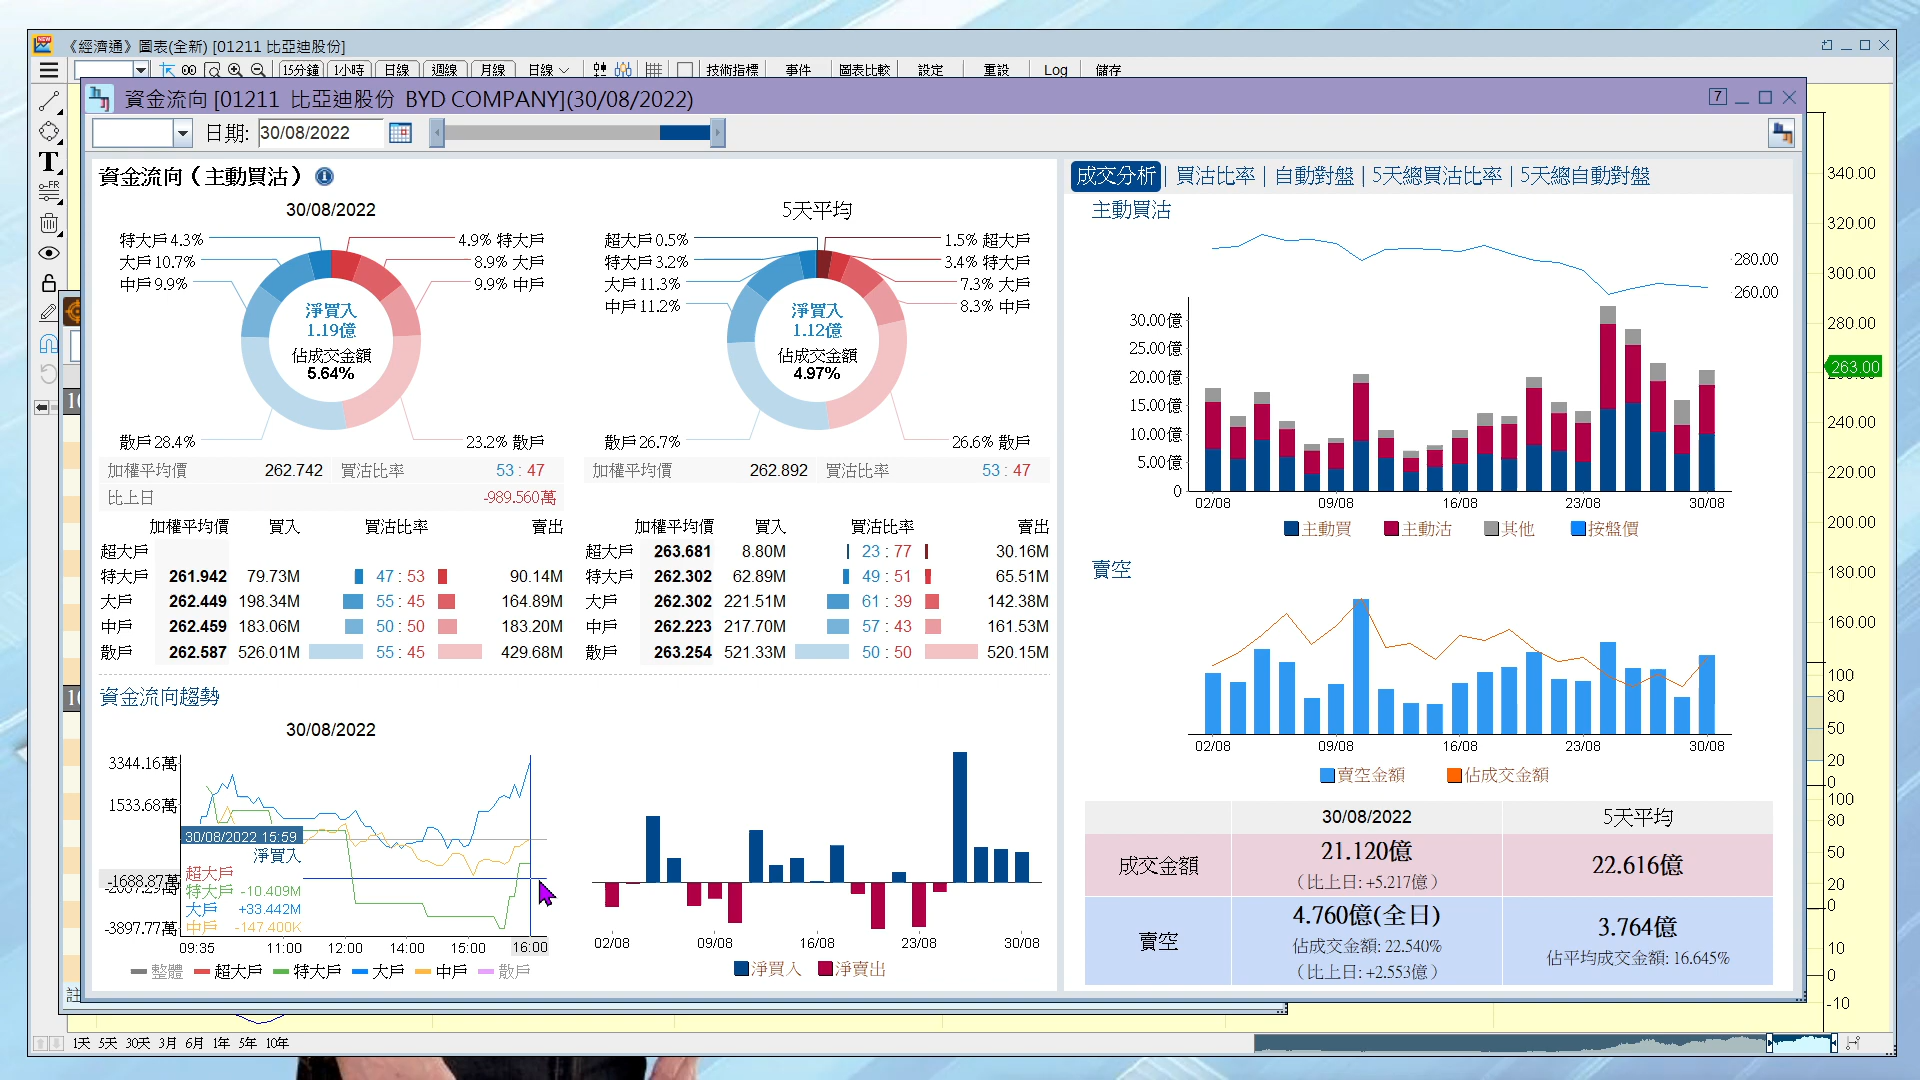 《經濟通》圖表(全新) [01211 比亞迪股份]
15分鐘 1小時 日線 週線 月線 日線 技術指標 事件 圖表比較 設定 重設 Log 儲存
資金流向 [01211 比亞迪股份 BYD COMPANY](30/08/2022)
7
日期: 30/08/2022
資金流向（主動買沽）
30/08/2022
特大戶 4.3%
大戶 10.7%
中戶 9.9%
4.9% 特大戶
8.9% 大戶
9.9% 中戶
淨買入
1.19億
佔成交金額
5.64%
散戶 28.4%
23.2% 散戶
加權平均價 262.742 買沽比率 53 : 47
比上日 -989.560萬
加權平均價 買入 買沽比率 賣出
超大戶
特大戶 261.942 79.73M 47 : 53 90.14M
大戶 262.449 198.34M 55 : 45 164.89M
中戶 262.459 183.06M 50 : 50 183.20M
散戶 262.587 526.01M 55 : 45 429.68M
5天平均
超大戶 0.5%
特大戶 3.2%
大戶 11.3%
中戶 11.2%
1.5% 超大戶
3.4% 特大戶
7.3% 大戶
8.3% 中戶
淨買入
1.12億
佔成交金額
4.97%
散戶 26.7%
26.6% 散戶
加權平均價 262.892 買沽比率 53 : 47
加權平均價 買入 買沽比率 賣出
超大戶 263.681 8.80M 23 : 77 30.16M
特大戶 262.302 62.89M 49 : 51 65.51M
大戶 262.302 221.51M 61 : 39 142.38M
中戶 262.223 217.70M 57 : 43 161.53M
散戶 263.254 521.33M 50 : 50 520.15M
資金流向趨勢
30/08/2022
3344.16萬
1533.68萬
-1688.87萬
-3897.77萬
30/08/2022 15:59
淨買入
超大戶
特大戶 -10.409M
大戶 +33.442M
中戶 -147.400K
09:35 11:00 12:00 14:00 15:00 16:00
整體 超大戶 特大戶 大戶 中戶 散戶
02/08 09/08 16/08 23/08 30/08
淨買入 淨賣出
成交分析 | 買沽比率 | 自動對盤 | 5天總買沽比率 | 5天總自動對盤
主動買沽
280.00
260.00
30.00億
25.00億
20.00億
15.00億
10.00億
5.00億
0
02/08 09/08 16/08 23/08 30/08
主動買 主動沽 其他 按盤價
賣空
02/08 09/08 16/08 23/08 30/08
賣空金額 佔成交金額
30/08/2022 5天平均
成交金額 21.120億 22.616億
（比上日: +5.217億）
賣空 4.760億(全日) 3.764億
佔成交金額: 22.540% 佔平均成交金額: 16.645%
（比上日: +2.553億）
340.00
320.00
300.00
280.00
263.00
240.00
220.00
200.00
180.00
160.00
100
80
50
20
0
100
80
50
20
0
10
0
-10
註
1天 5天 30天 3月 6月 1年 5年 10年